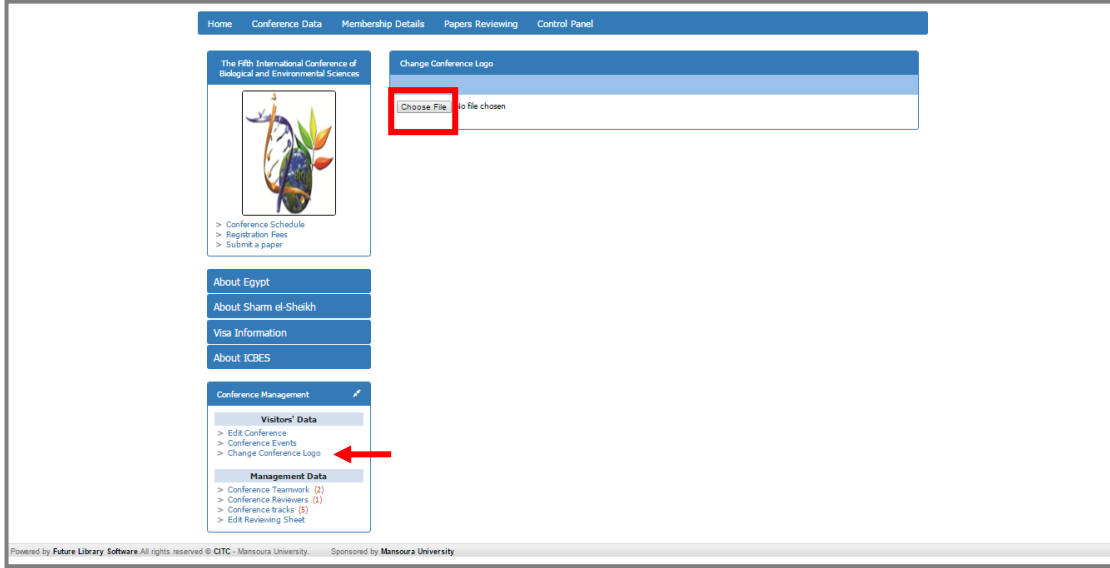 Home Conference Data Membership Details Papers Reviewing Control Panel
The Fifth International Conference of
Biological and Environmental Sciences
> Conference Schedule
> Registration Fees
> Submit a paper
Change Conference Logo
Choose File No file chosen
About Egypt
About Sharm el-Sheikh
Visa Information
About ICBES
Conference Management
Visitors' Data
> Edit Conference
> Conference Events
> Change Conference Logo
Management Data
> Conference Teamwork (2)
> Conference Reviewers (1)
> Conference tracks (5)
> Edit Reviewing Sheet
Powered by Future Library Software.All rights reserved © CITC - Mansoura University. Sponsored by Mansoura University